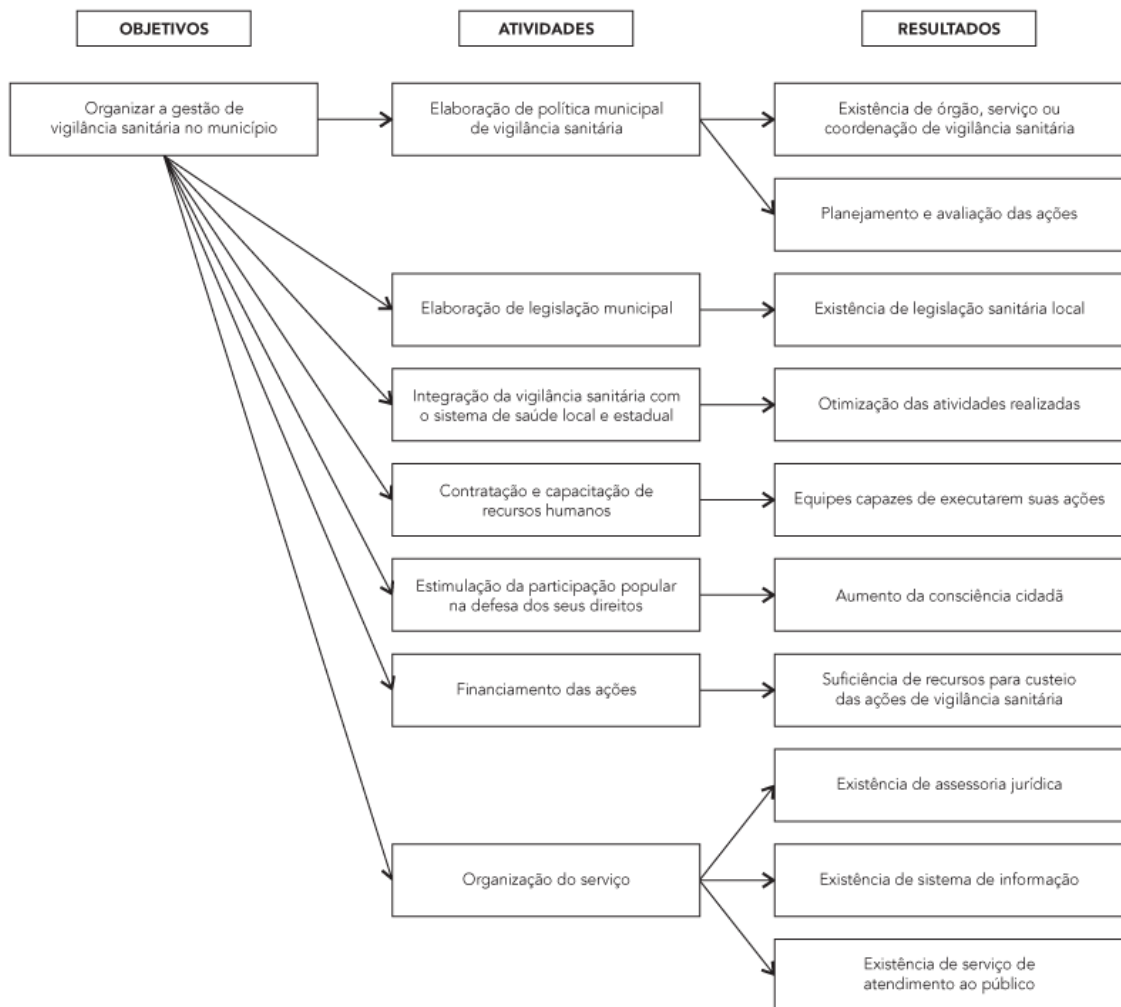 OBJETIVOS
ATIVIDADES
RESULTADOS
Organizar a gestão de
vigilância sanitária no município
Elaboração de política municipal
de vigilância sanitária
Existência de órgão, serviço ou
coordenação de vigilância sanitária
Planejamento e avaliação das ações
Elaboração de legislação municipal
Existência de legislação sanitária local
Integração da vigilância sanitária com
o sistema de saúde local e estadual
Otimização das atividades realizadas
Contratação e capacitação de
recursos humanos
Equipes capazes de executarem suas ações
Estimulação da participação popular
na defesa dos seus direitos
Aumento da consciência cidadã
Financiamento das ações
Suficiência de recursos para custeio
das ações de vigilância sanitária
Existência de assessoria jurídica
Organização do serviço
Existência de sistema de informação
Existência de serviço de
atendimento ao público